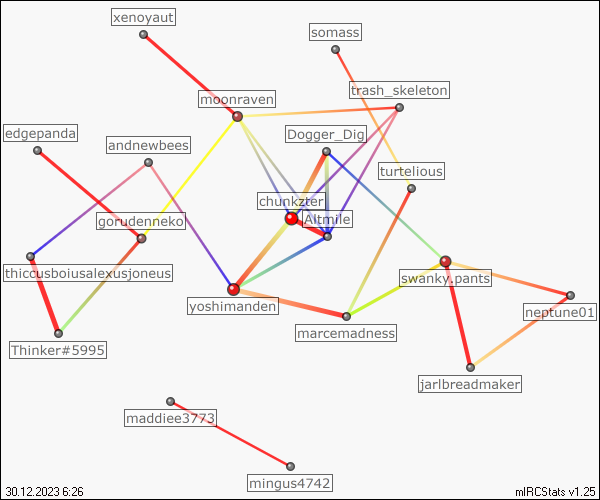 xenoyaut
somass
trash_skeleton
moonraven
edgepanda
Dogger_Dig
andnewbees
turtelious
chunkzter
gorudenneko
Altmile
thiccusboiusalexusjoneus
swanky.pants
yoshimanden
neptune01
marcemadness
Thinker#5995
jarlbreadmaker
maddiee3773
mingus4742
30.12.2023 6:26
mIRCStats v1.25